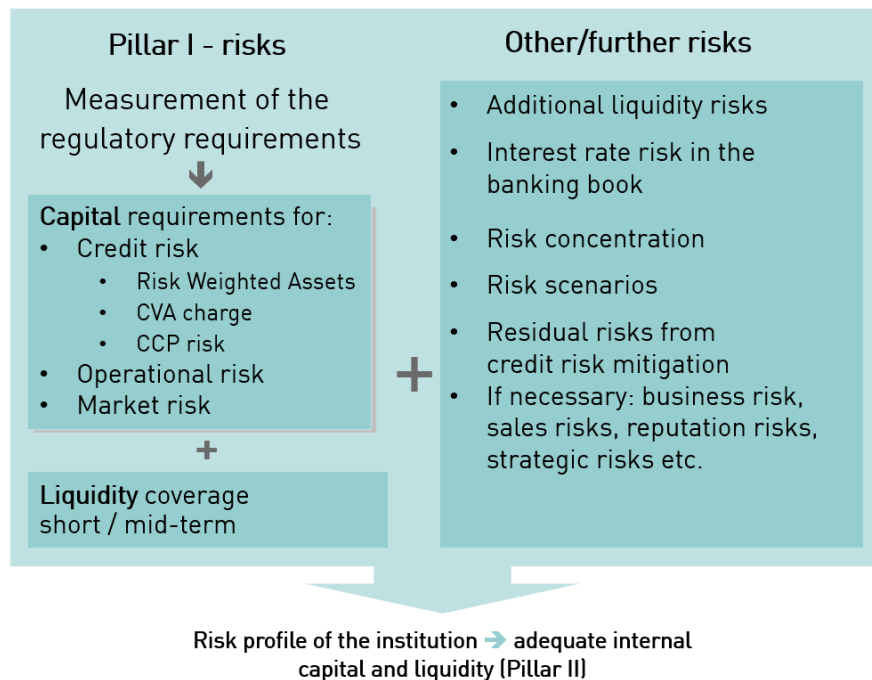 Pillar I - risks
Measurement of the
regulatory requirements
Capital requirements for:
• Credit risk
• Risk Weighted Assets
• CVA charge
• CCP risk
• Operational risk
• Market risk
+
Liquidity coverage
short / mid-term
+
Other/further risks
• Additional liquidity risks
• Interest rate risk in the
banking book
• Risk concentration
• Risk scenarios
• Residual risks from
credit risk mitigation
• If necessary: business risk,
sales risks, reputation risks,
strategic risks etc.
Risk profile of the institution ➔ adequate internal
capital and liquidity (Pillar II)